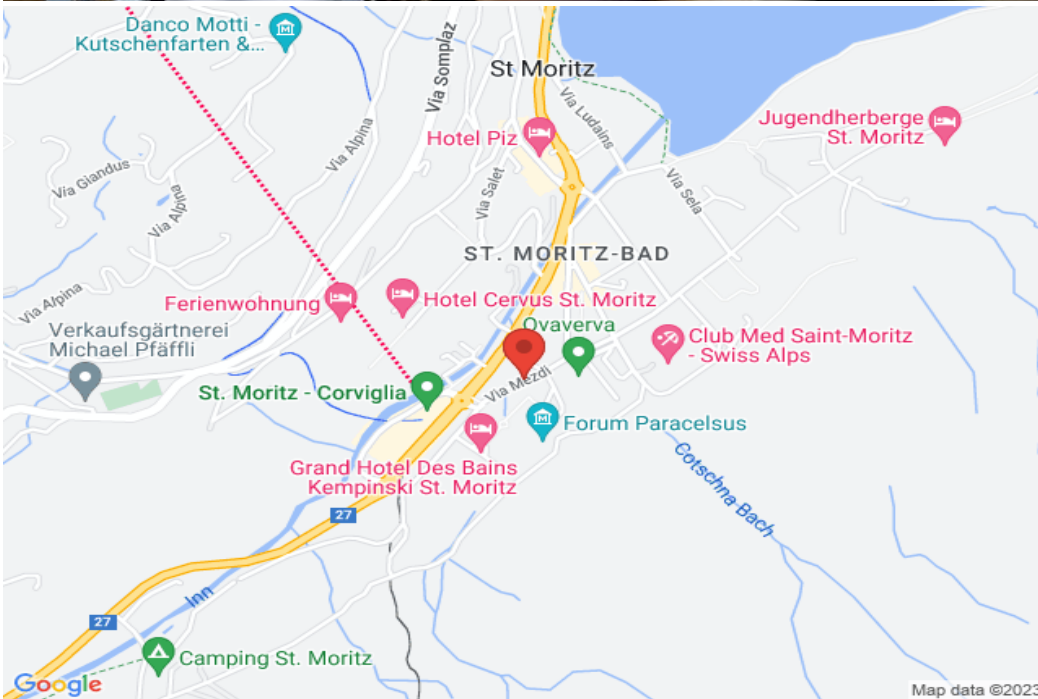 Danco Motti -
Kutschenfarten &...
Via Somplaz
St Moritz
Via Ludains
Hotel Piz
Jugendherberge
St. Moritz
Via Alpina
Via Giandus
Via Salet
Via Sela
Via Alpina
ST. MORITZ-BAD
Via Alpina
Ferienwohnung
Hotel Cervus St. Moritz
Verkaufsgärtnerei
Michael Pfäffli
Ovaverva
Club Med Saint-Moritz
- Swiss Alps
St. Moritz - Corviglia
Via Mezdi
Forum Paracelsus
Grand Hotel Des Bains
Kempinski St. Moritz
Cotschna Bach
27
Inn
27
Camping St. Moritz
Google
Map data ©2023